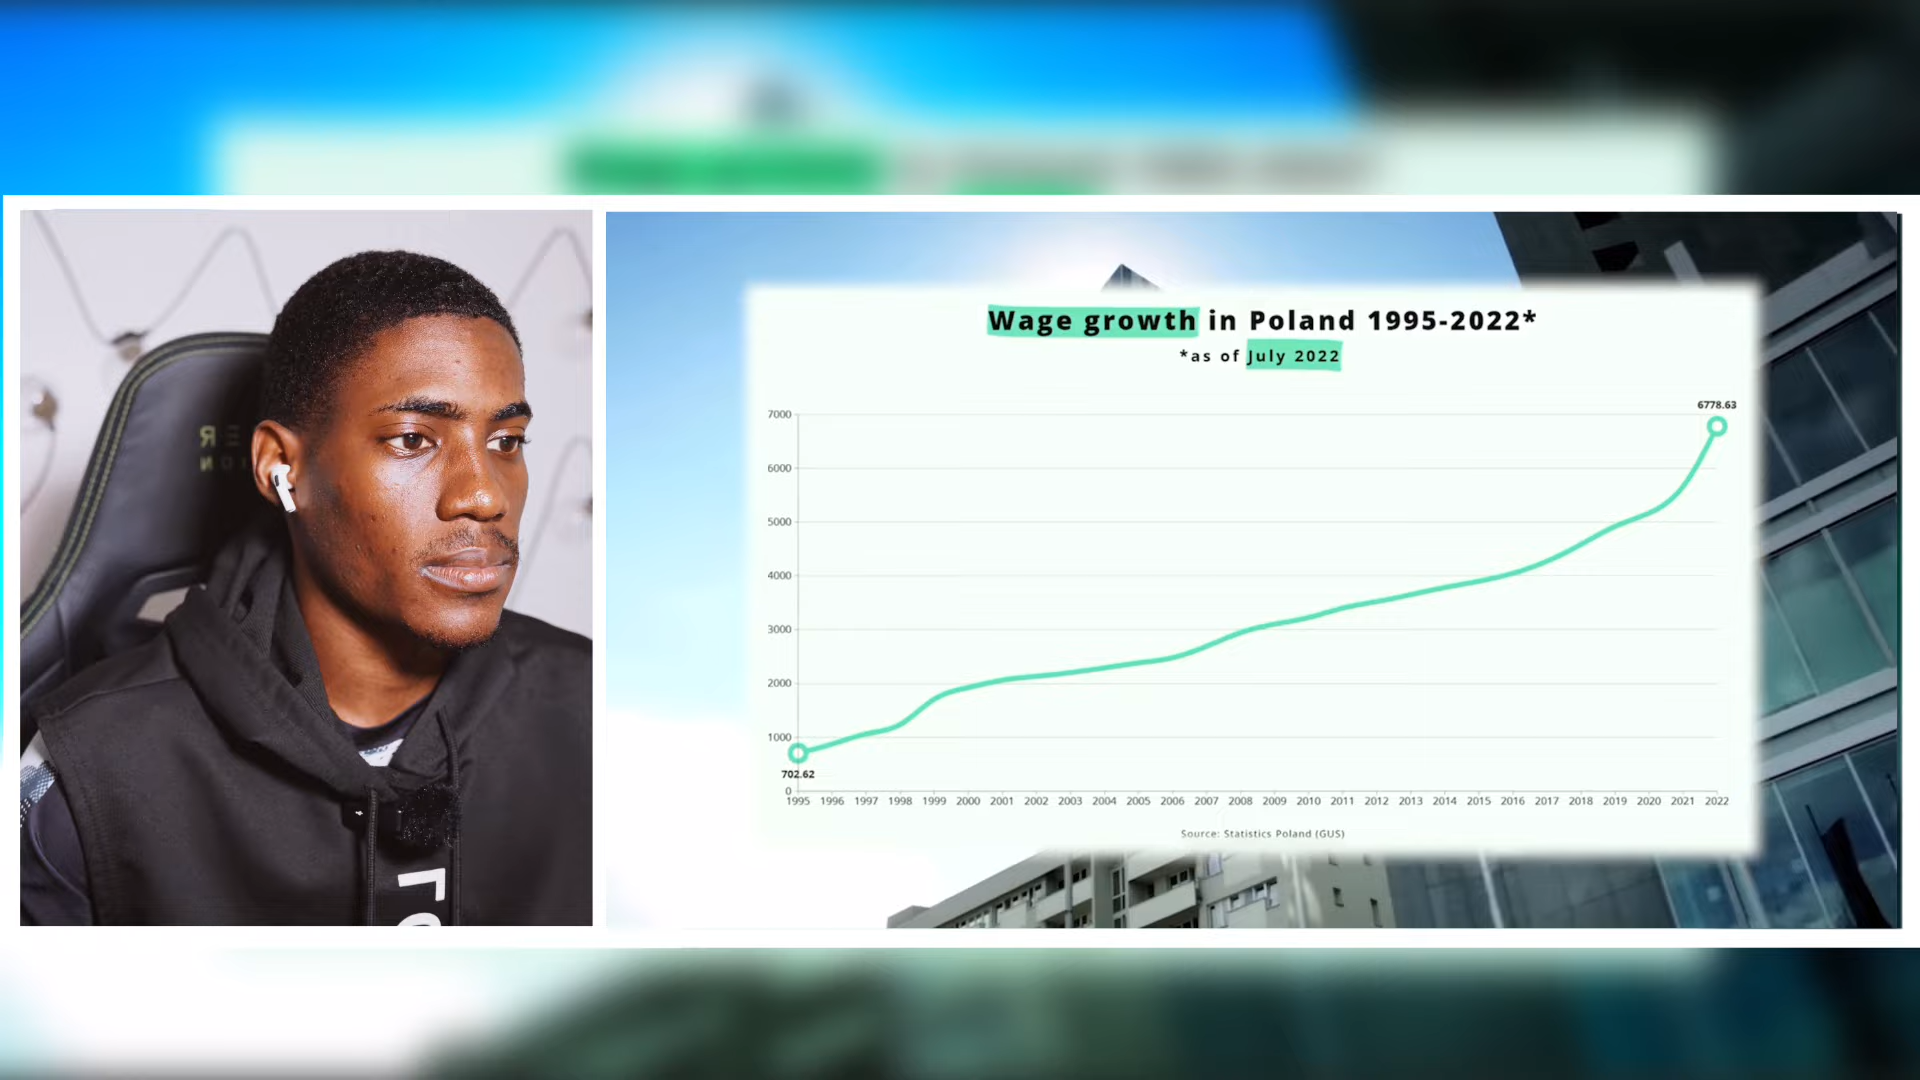 Wage growth in Poland 1995-2022*
*as of July 2022
6778.63
7000
6000
5000
4000
3000
2000
1000
0
702.62
1995 1996 1997 1998 1999 2000 2001 2002 2003 2004 2005 2006 2007 2008 2009 2010 2011 2012 2013 2014 2015 2016 2017 2018 2019 2020 2021 2022
Source: Statistics Poland (GUS)